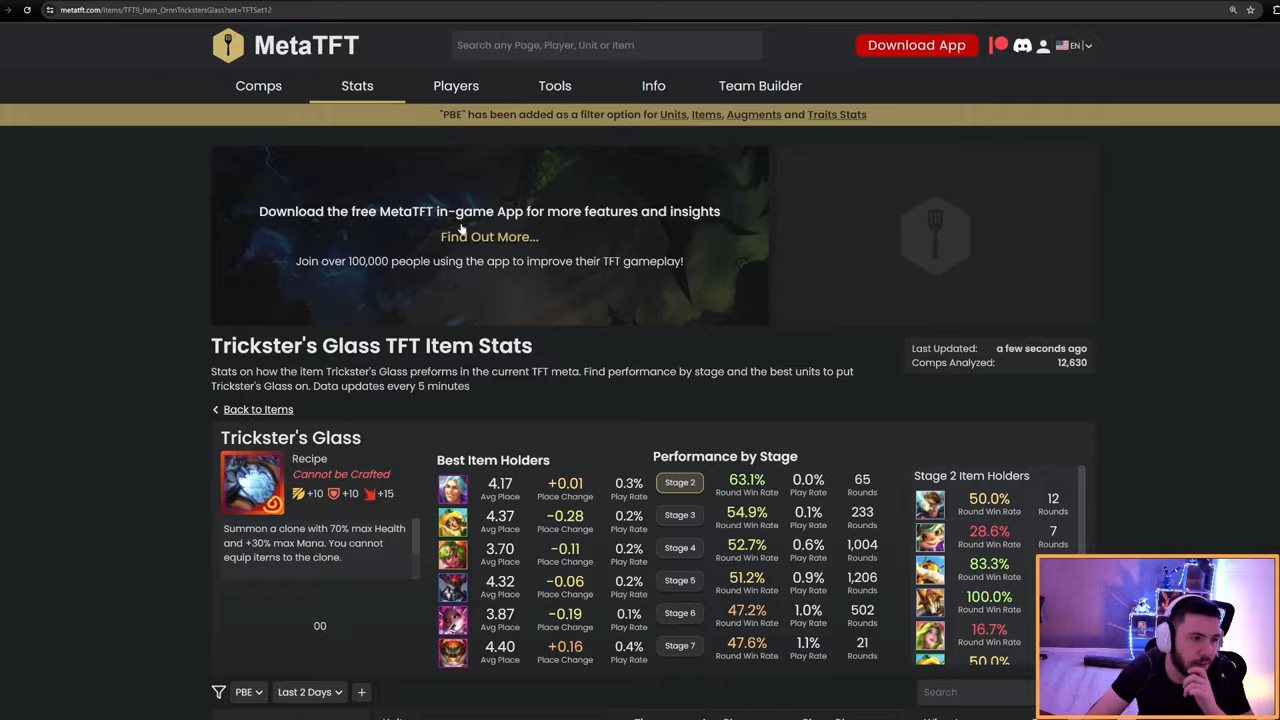 metatft.com/items/TFT9_Item_OrnnTrickstersGlass?set=TFTSet12
MetaTFT
Search any Page, Player, Unit or Item
Download App
EN
Comps
Stats
Players
Tools
Info
Team Builder
"PBE" has been added as a filter option for Units, Items, Augments and Traits Stats
Download the free MetaTFT in-game App for more features and insights
Find Out More...
Join over 100,000 people using the app to improve their TFT gameplay!
Trickster's Glass TFT Item Stats
Last Updated: a few seconds ago
Comps Analyzed: 12,630
Stats on how the item Trickster's Glass preforms in the current TFT meta. Find performance by stage and the best units to put
Trickster's Glass on. Data updates every 5 minutes
Back to Items
Trickster's Glass
Recipe
Cannot be Crafted
+10 +10 +15
Summon a clone with 70% max Health
and +30% max Mana. You cannot
equip items to the clone.
00
Best Item Holders
4.17 +0.01 0.3%
Avg Place Place Change Play Rate
4.37 -0.28 0.2%
Avg Place Place Change Play Rate
3.70 -0.11 0.2%
Avg Place Place Change Play Rate
4.32 -0.06 0.2%
Avg Place Place Change Play Rate
3.87 -0.19 0.1%
Avg Place Place Change Play Rate
4.40 +0.16 0.4%
Avg Place Place Change Play Rate
Performance by Stage
Stage 2 63.1% 0.0% 65
Round Win Rate Play Rate Rounds
Stage 3 54.9% 0.1% 233
Round Win Rate Play Rate Rounds
Stage 4 52.7% 0.6% 1,004
Round Win Rate Play Rate Rounds
Stage 5 51.2% 0.9% 1,206
Round Win Rate Play Rate Rounds
Stage 6 47.2% 1.0% 502
Round Win Rate Play Rate Rounds
Stage 7 47.6% 1.1% 21
Round Win Rate Play Rate Rounds
Stage 2 Item Holders
50.0% 12
Round Win Rate Rounds
28.6% 7
Round Win Rate Rounds
83.3%
Round Win Rate
100.0%
Round Win Rate
16.7%
Round Win Rate
50.0%
PBE
Last 2 Days
+
Search